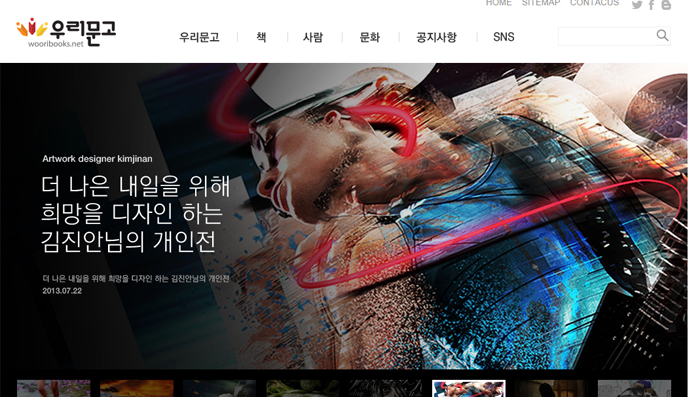 HOME SITEMAP CONTACUS
우리문고
wooribooks.net
우리문고 책 사람 문화 공지사항 SNS
Artwork designer kimjinan
더 나은 내일을 위해
희망을 디자인 하는
김진안님의 개인전
더 나은 내일을 위해 희망을 디자인 하는 김진안님의 개인전
2013.07.22